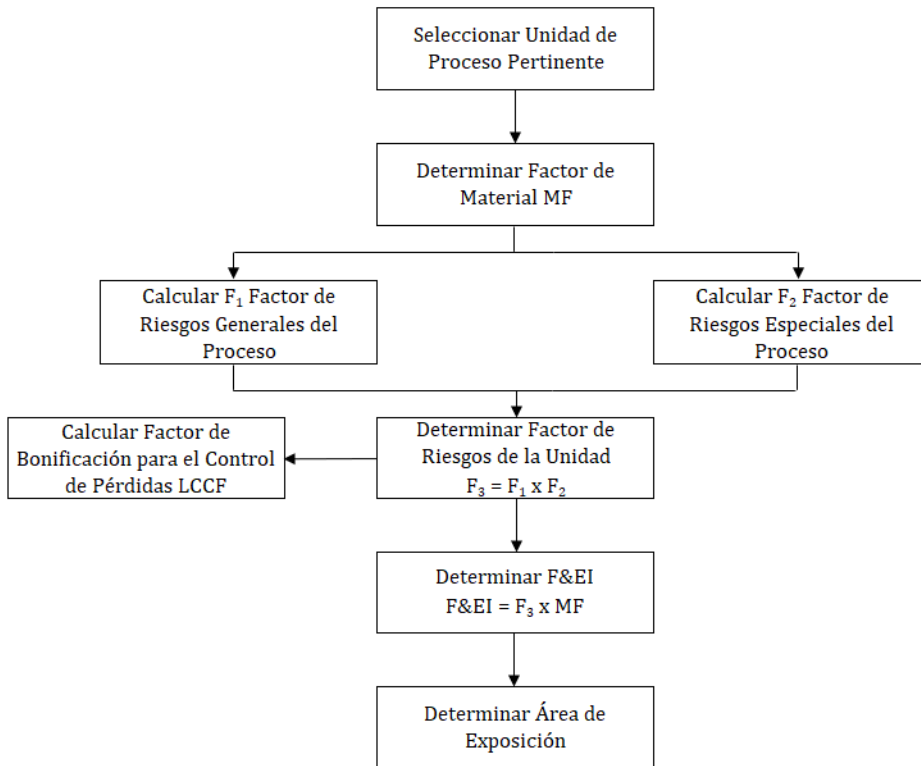 Seleccionar Unidad de
Proceso Pertinente
Determinar Factor de
Material MF
Calcular F₁ Factor de
Riesgos Generales del
Proceso
Calcular F₂ Factor de
Riesgos Especiales del
Proceso
Calcular Factor de
Bonificación para el Control
de Pérdidas LCCF
Determinar Factor de
Riesgos de la Unidad
F₃ = F₁ x F₂
Determinar F&EI
F&EI = F₃ x MF
Determinar Área de
Exposición